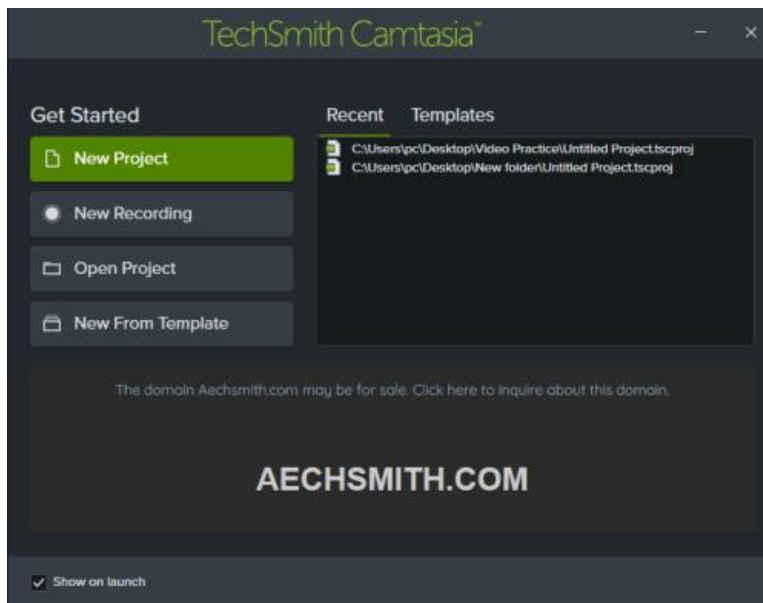 TechSmith Camtasia™
Get Started
New Project
New Recording
Open Project
New From Template
Recent Templates
C:\Users\pc\Desktop\Video Practice\Untitled Project.tscproj
C:\Users\pc\Desktop\New folder\Untitled Project.tscproj
The domain Aechsmith.com may be for sale. Click here to inquire about this domain.
AECHSMITH.COM
Show on launch